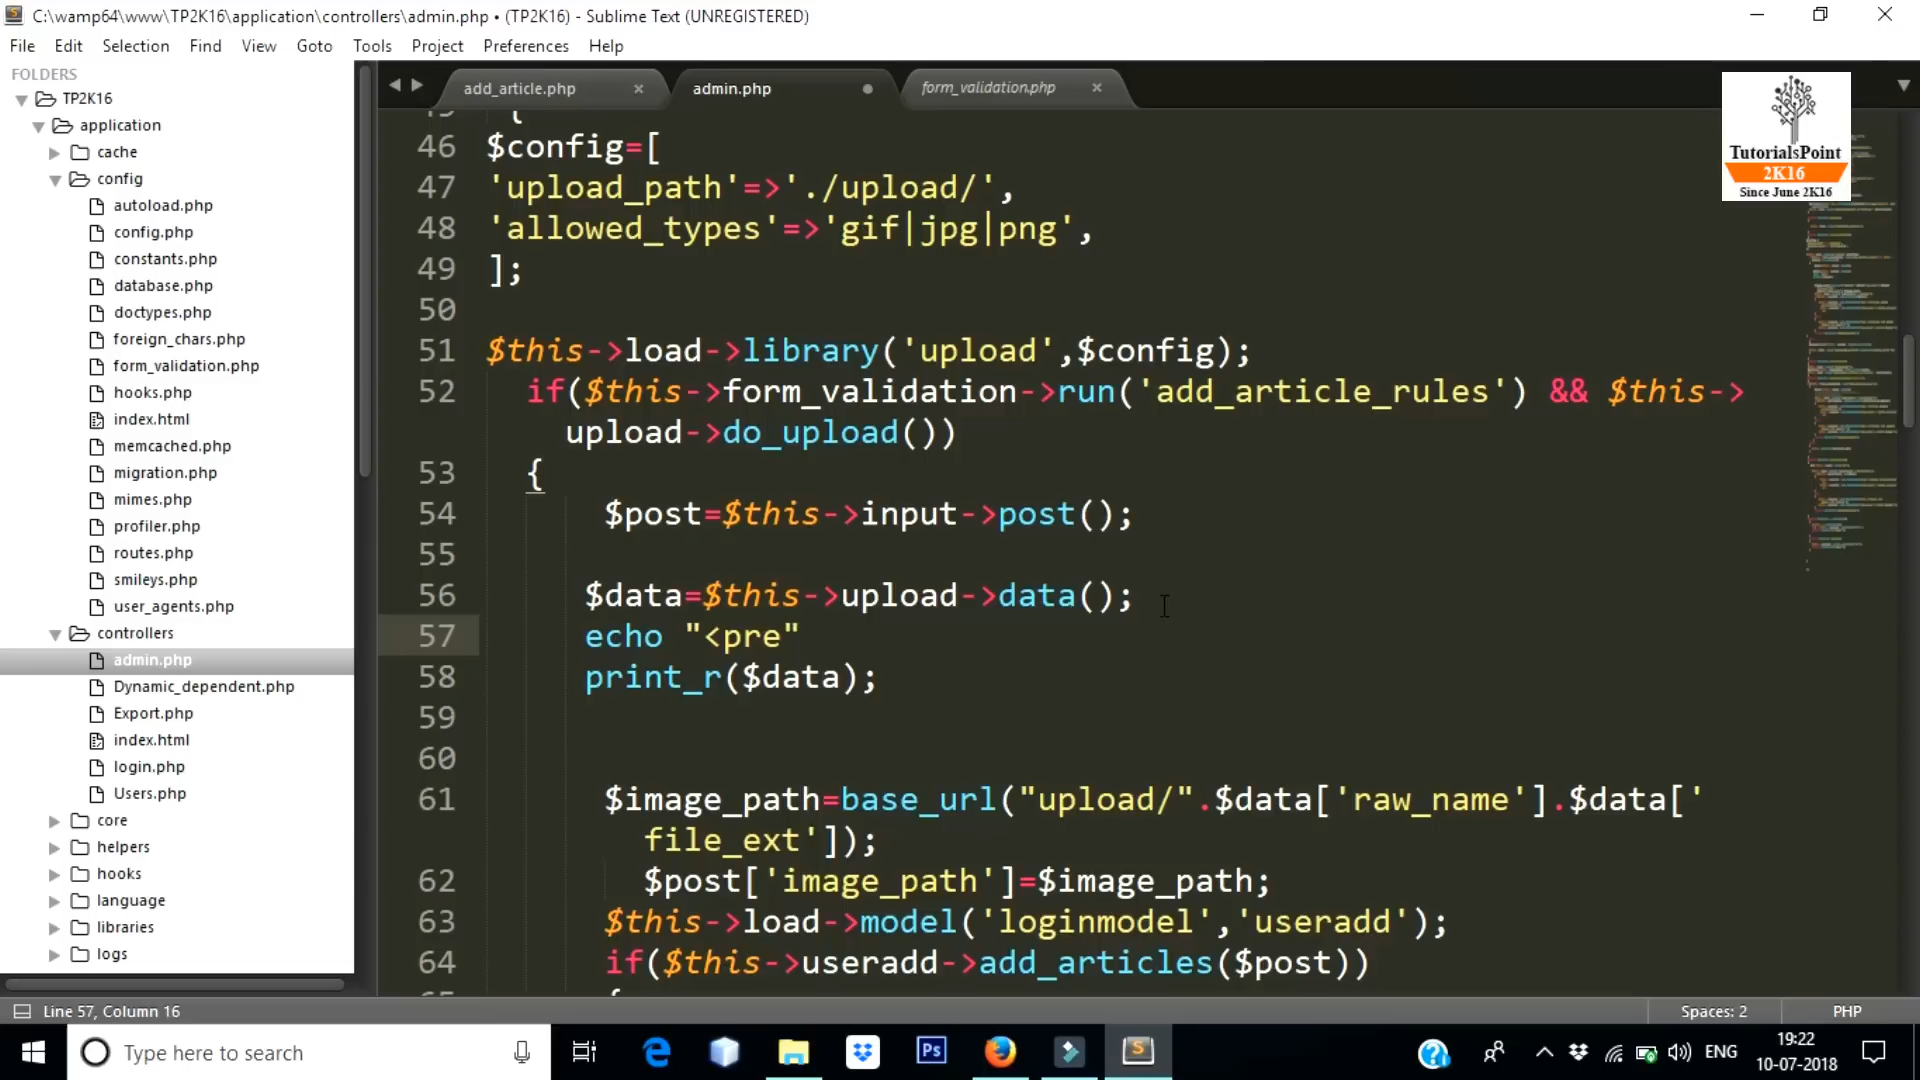 C:\wamp64\www\TP2K16\application\controllers\admin.php • (TP2K16) - Sublime Text (UNREGISTERED)
File Edit Selection Find View Goto Tools Project Preferences Help
FOLDERS
TP2K16
application
cache
config
autoload.php
config.php
constants.php
database.php
doctypes.php
foreign_chars.php
form_validation.php
hooks.php
index.html
memcached.php
migration.php
mimes.php
profiler.php
routes.php
smileys.php
user_agents.php
controllers
admin.php
Dynamic_dependent.php
Export.php
index.html
login.php
Users.php
core
helpers
hooks
language
libraries
logs
add_article.php admin.php form_validation.php
TutorialsPoint
2K16
Since June 2K16
{
46 $config=[
47 'upload_path'=>'./upload/',
48 'allowed_types'=>'gif|jpg|png',
49 ];
50
51 $this->load->library('upload',$config);
52 if($this->form_validation->run('add_article_rules') && $this->
upload->do_upload())
53 {
54 $post=$this->input->post();
55
56 $data=$this->upload->data();
57 echo "<pre"
58 print_r($data);
59
60
61 $image_path=base_url("upload/".$data['raw_name'].$data['
file_ext']);
62 $post['image_path']=$image_path;
63 $this->load->model('loginmodel','useradd');
64 if($this->useradd->add_articles($post))
Line 57, Column 16 Spaces: 2 PHP
Type here to search
Ps
ENG
19:22
10-07-2018